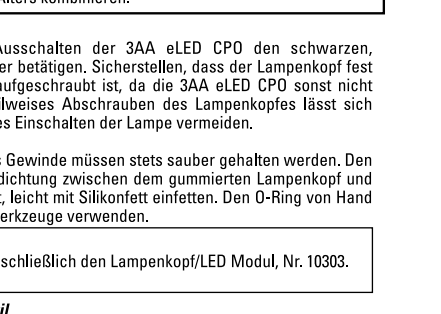 Alters kombinieren.
Ausschalten der 3AA eLED CPO den schwarzen,
er betätigen. Sicherstellen, dass der Lampenkopf fest
aufgeschraubt ist, da die 3AA eLED CPO sonst nicht
ilweises Abschrauben des Lampenkopfes lässt sich
es Einschalten der Lampe vermeiden.
s Gewinde müssen stets sauber gehalten werden. Den
dichtung zwischen dem gummierten Lampenkopf und
t, leicht mit Silikonfett einfetten. Den O-Ring von Hand
erkzeuge verwenden.
schließlich den Lampenkopf/LED Modul, Nr. 10303.
il